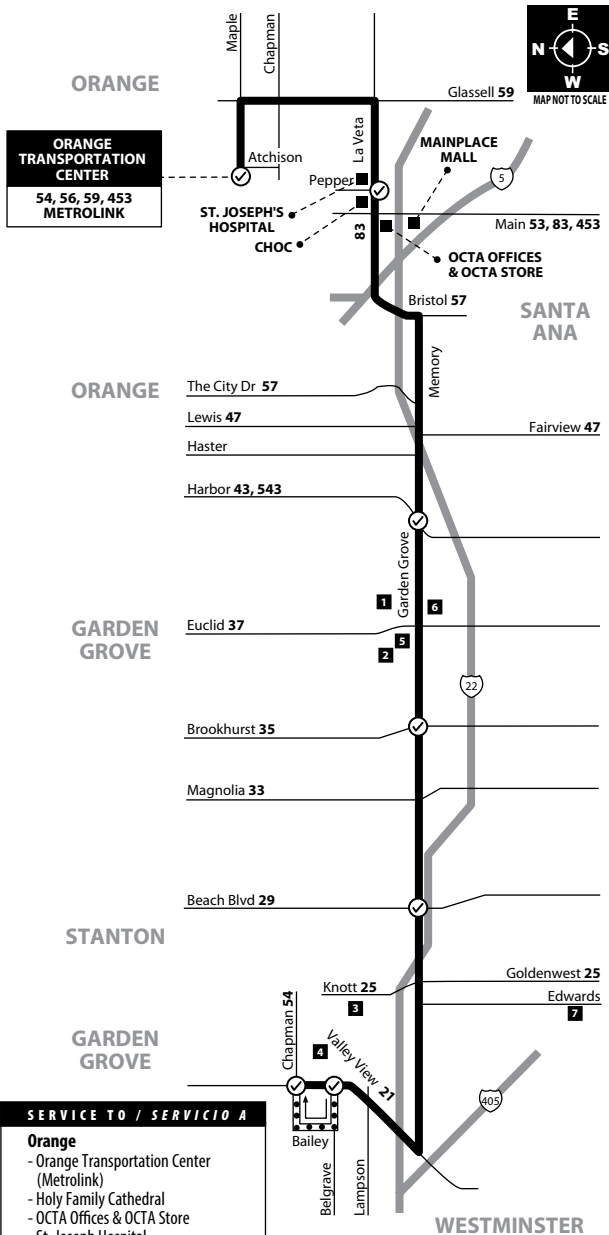 E
N
S
W
MAP NOT TO SCALE
Maple
Chapman
ORANGE
Glassell 59
ORANGE
TRANSPORTATION
CENTER
54, 56, 59, 453
METROLINK
Atchison
La Veta
MAINPLACE
MALL
5
Pepper
ST. JOSEPH'S
HOSPITAL
83
Main 53, 83, 453
CHOC
OCTA OFFICES
& OCTA STORE
Bristol 57
SANTA
ANA
Memory
ORANGE
The City Dr 57
Lewis 47
Fairview 47
Haster
Harbor 43, 543
Garden Grove
1
6
GARDEN
GROVE
Euclid 37
5
2
22
Brookhurst 35
Magnolia 33
Beach Blvd 29
STANTON
Goldenwest 25
Knott 25
Edwards
3
7
GARDEN
GROVE
Chapman 54
4
Valley View 21
405
Bailey
Belgrave
Lampson
WESTMINSTER
SERVICE TO / SERVICIO A
Orange
- Orange Transportation Center
(Metrolink)
- Holy Family Cathedral
- OCTA Offices & OCTA Store
- St. Joseph Hospital